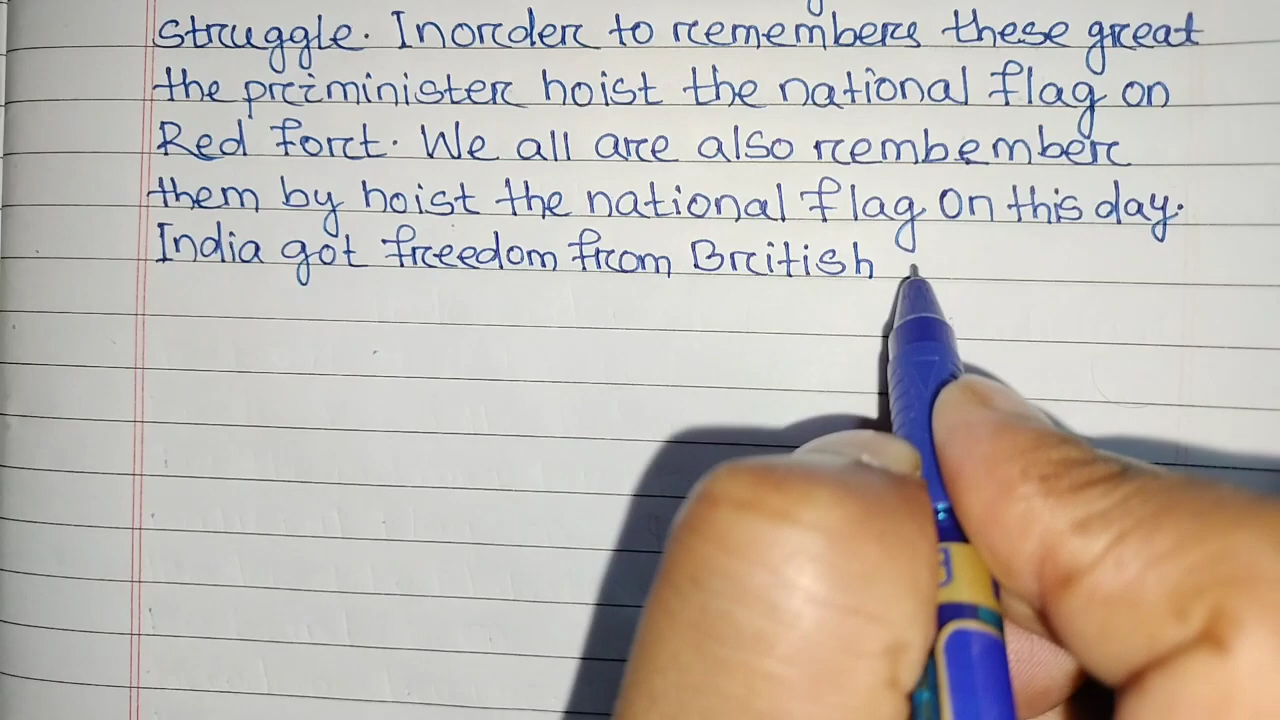 struggle. Inorder to remembers these great
the priminister hoist the national flag on
Red fort. We all are also rembember
them by hoist the national flag on this day.
India got freedom from British